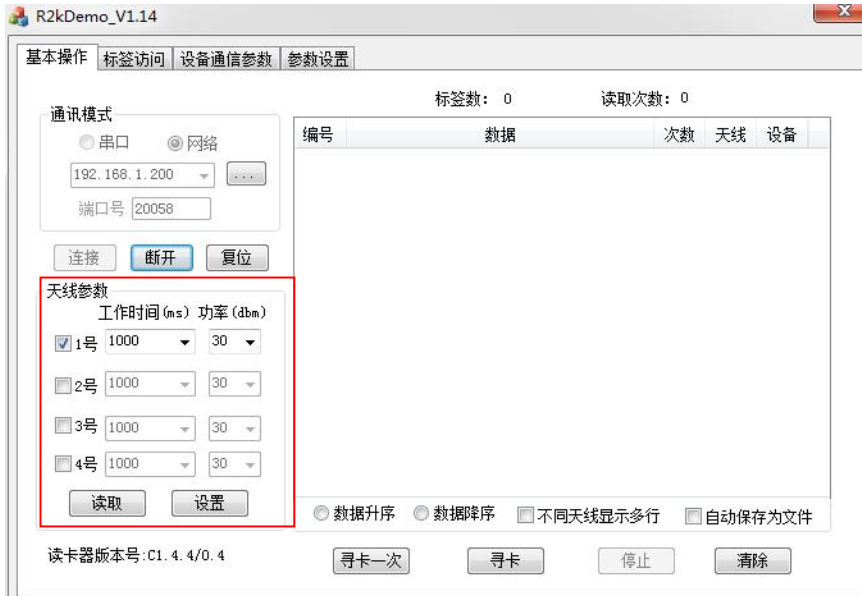 R2kDemo_V1.14
基本操作 标签访问 设备通信参数 参数设置
标签数: 0 读取次数: 0
通讯模式
串口 网络
192.168.1.200 ...
端口号 20058
连接 断开 复位
编号 数据 次数 天线 设备
天线参数
工作时间(ms) 功率(dbm)
1号 1000 30
2号 1000 30
3号 1000 30
4号 1000 30
读取 设置
数据升序 数据降序 不同天线显示多行 自动保存为文件
读卡器版本号:C1.4.4/0.4
寻卡一次 寻卡 停止 清除